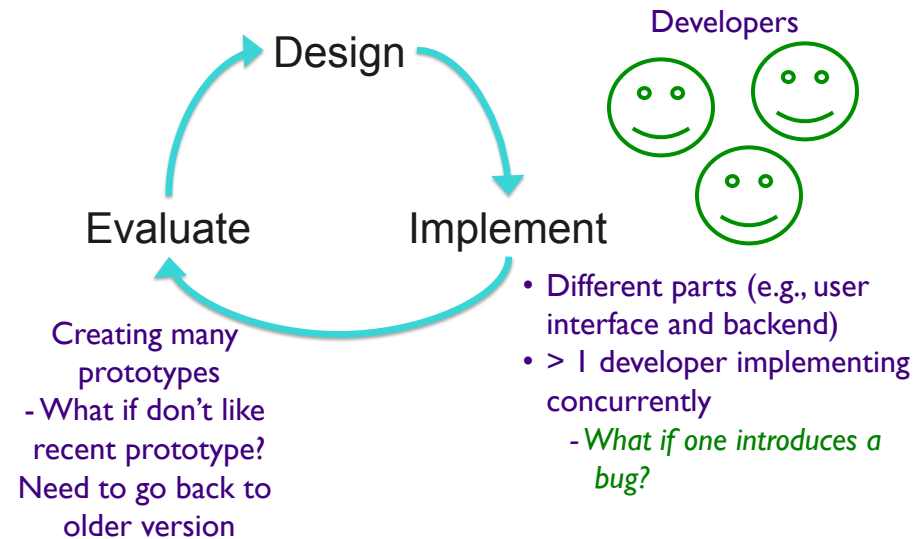 Developers
Design
Evaluate
Implement
• Different parts (e.g., user
interface and backend)
• > 1 developer implementing
concurrently
- What if one introduces a
bug?
Creating many
prototypes
- What if don’t like
recent prototype?
Need to go back to
older version